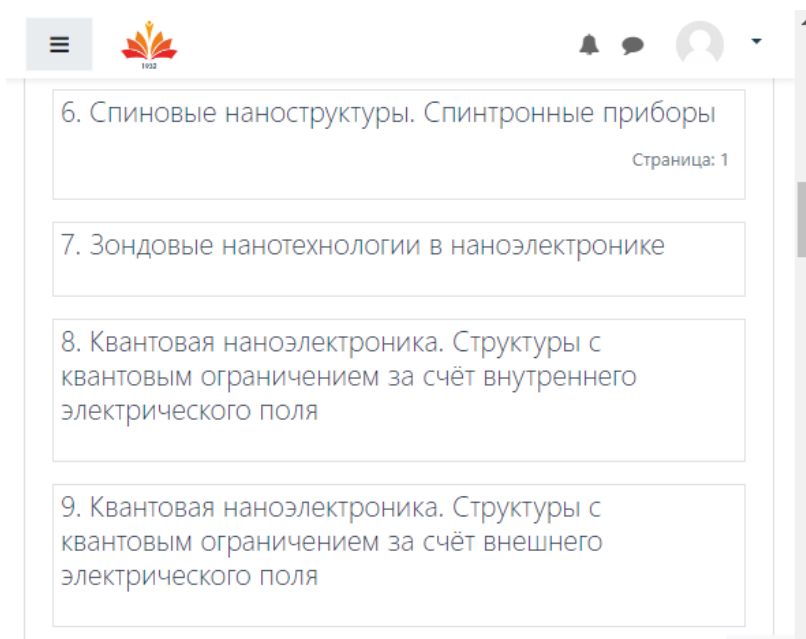 1932
6. Спиновые наноструктуры. Спинтронные приборы
Страница: 1
7. Зондовые нанотехнологии в наноэлектронике
8. Квантовая наноэлектроника. Структуры с
квантовым ограничением за счёт внутреннего
электрического поля
9. Квантовая наноэлектроника. Структуры с
квантовым ограничением за счёт внешнего
электрического поля